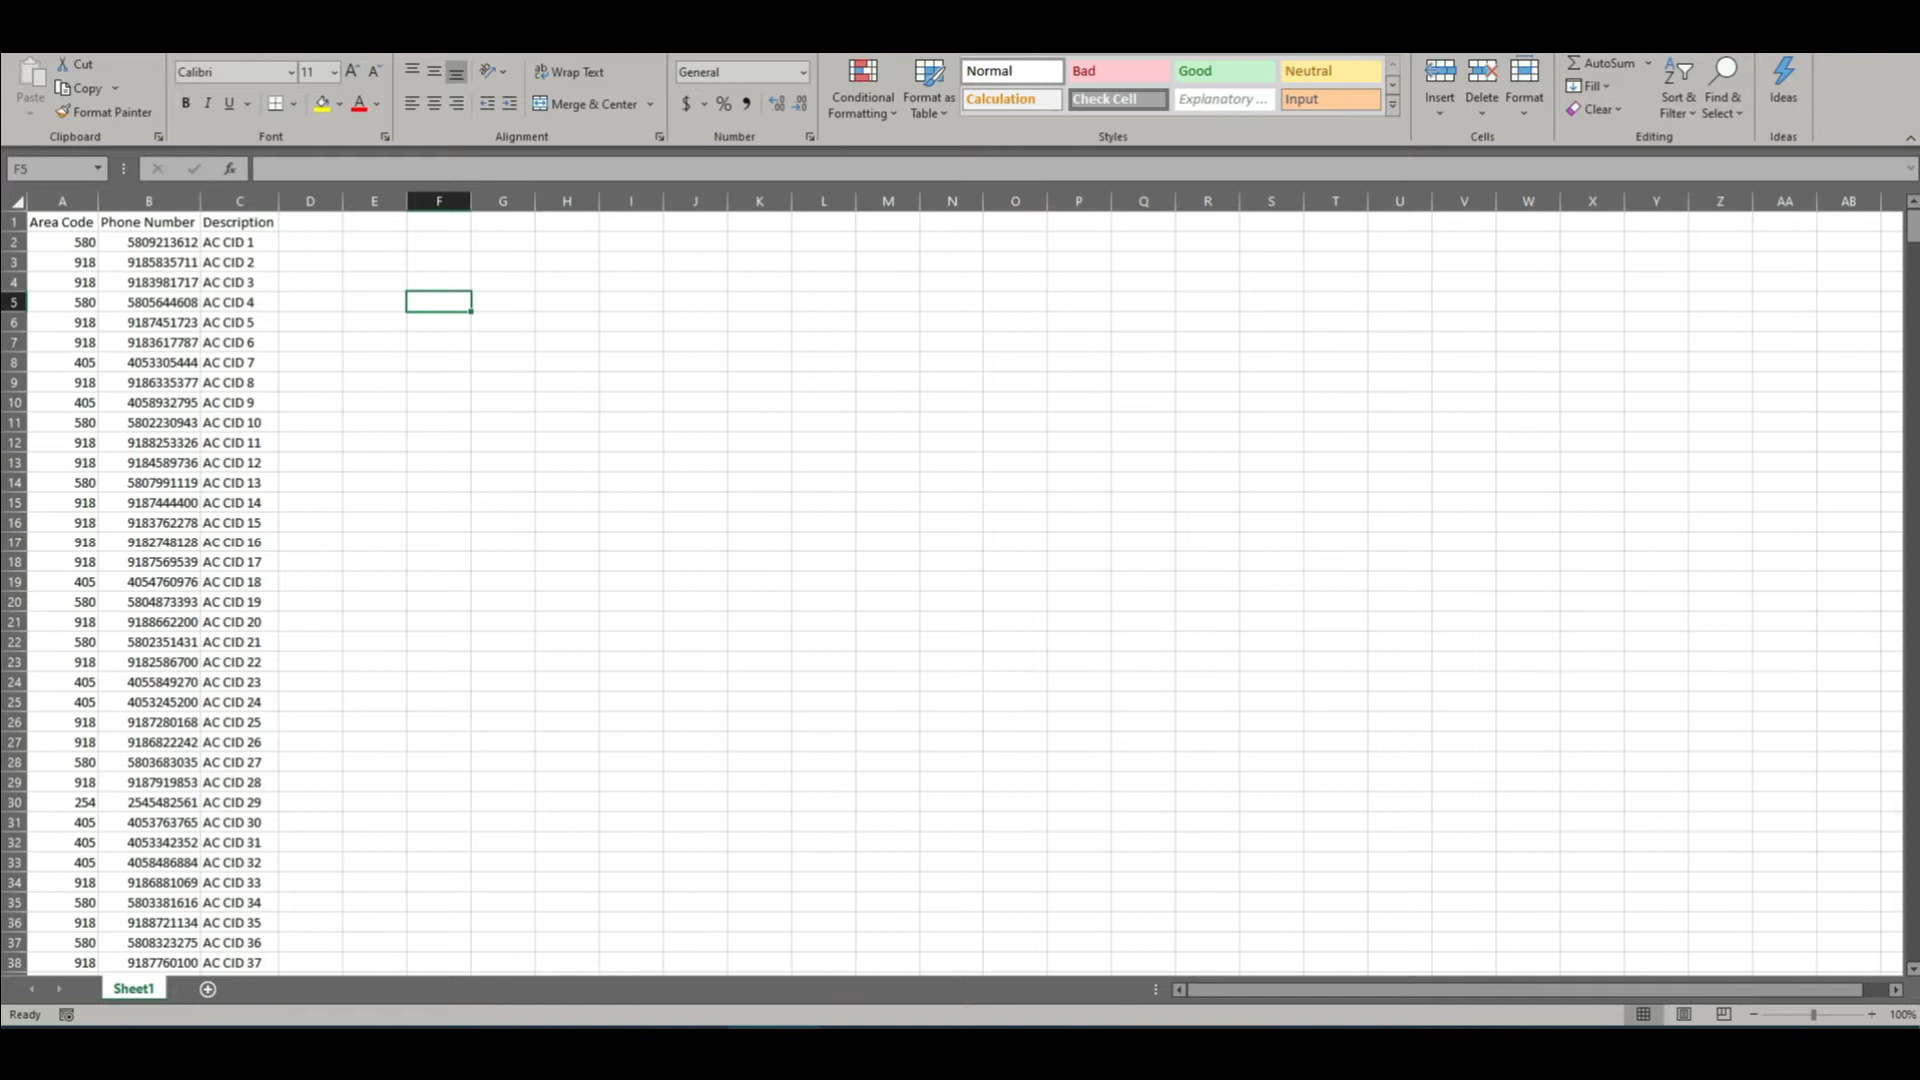 Cut
Copy
Format Painter
Paste
Clipboard
Calibri 11
B I U
Font
Wrap Text
Merge & Center
Alignment
General
$ % ,
Number
Conditional Formatting
Format as Table
Normal Bad Good Neutral
Calculation Check Cell Explanatory ... Input
Styles
Insert Delete Format
Cells
AutoSum
Fill
Clear
Sort & Filter
Find & Select
Editing
Ideas
Ideas
F5 fx
A B C D E F G H I J K L M N O P Q R S T U V W X Y Z AA AB
1 Area Code Phone Number Description
2 580 5809213612 AC CID 1
3 918 9185835711 AC CID 2
4 918 9183981717 AC CID 3
5 580 5805644608 AC CID 4
6 918 9187451723 AC CID 5
7 918 9183617787 AC CID 6
8 405 4053305444 AC CID 7
9 918 9186335377 AC CID 8
10 405 4058932795 AC CID 9
11 580 5802230943 AC CID 10
12 918 9188253326 AC CID 11
13 918 9184589736 AC CID 12
14 580 5807991119 AC CID 13
15 918 9187444400 AC CID 14
16 918 9183762278 AC CID 15
17 918 9182748128 AC CID 16
18 918 9187569539 AC CID 17
19 405 4054760976 AC CID 18
20 580 5804873393 AC CID 19
21 918 9188662200 AC CID 20
22 580 5802351431 AC CID 21
23 918 9182586700 AC CID 22
24 405 4055849270 AC CID 23
25 405 4053245200 AC CID 24
26 918 9187280168 AC CID 25
27 918 9186822242 AC CID 26
28 580 5803683035 AC CID 27
29 918 9187919853 AC CID 28
30 254 2545482561 AC CID 29
31 405 4053763765 AC CID 30
32 405 4053342352 AC CID 31
33 405 4058486884 AC CID 32
34 918 9186881069 AC CID 33
35 580 5803381616 AC CID 34
36 918 9188721134 AC CID 35
37 580 5808323275 AC CID 36
38 918 9187760100 AC CID 37
Sheet1
Ready 100%